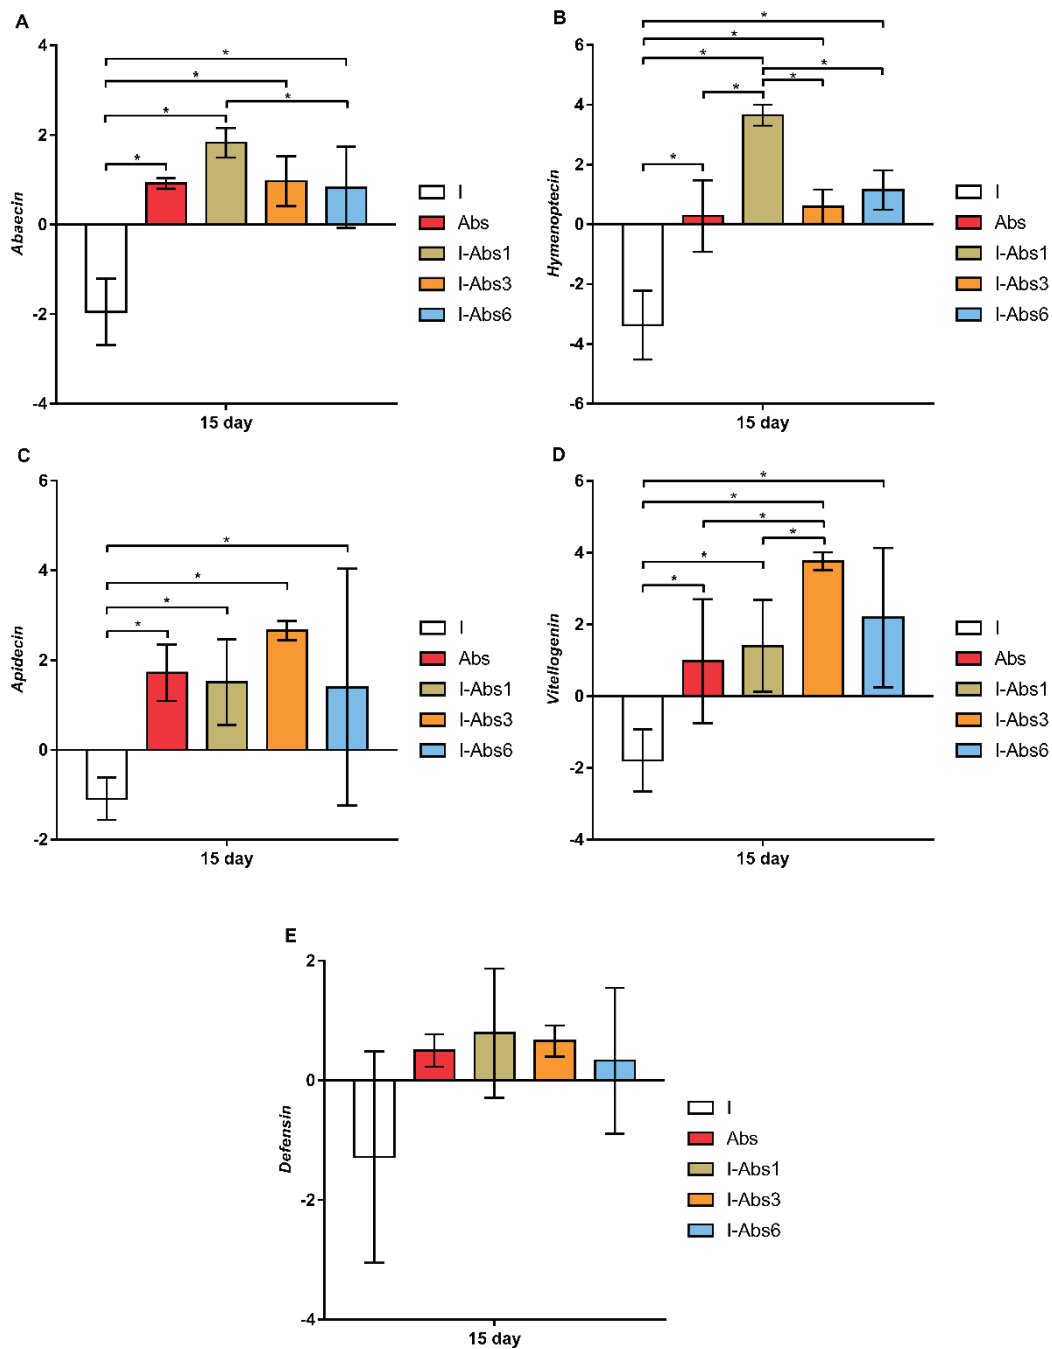 A
4
2
0
-2
-4
Abaecin
* * * * *
15 day
I
Abs
I-Abs1
I-Abs3
I-Abs6
B
6
4
2
0
-2
-4
-6
Hymenoptecin
* * * * * * *
15 day
I
Abs
I-Abs1
I-Abs3
I-Abs6
C
6
4
2
0
-2
Apidecin
* * * *
15 day
I
Abs
I-Abs1
I-Abs3
I-Abs6
D
6
4
2
0
-2
-4
Vitellogenin
* * * * * *
15 day
I
Abs
I-Abs1
I-Abs3
I-Abs6
E
2
0
-2
-4
Defensin
15 day
I
Abs
I-Abs1
I-Abs3
I-Abs6